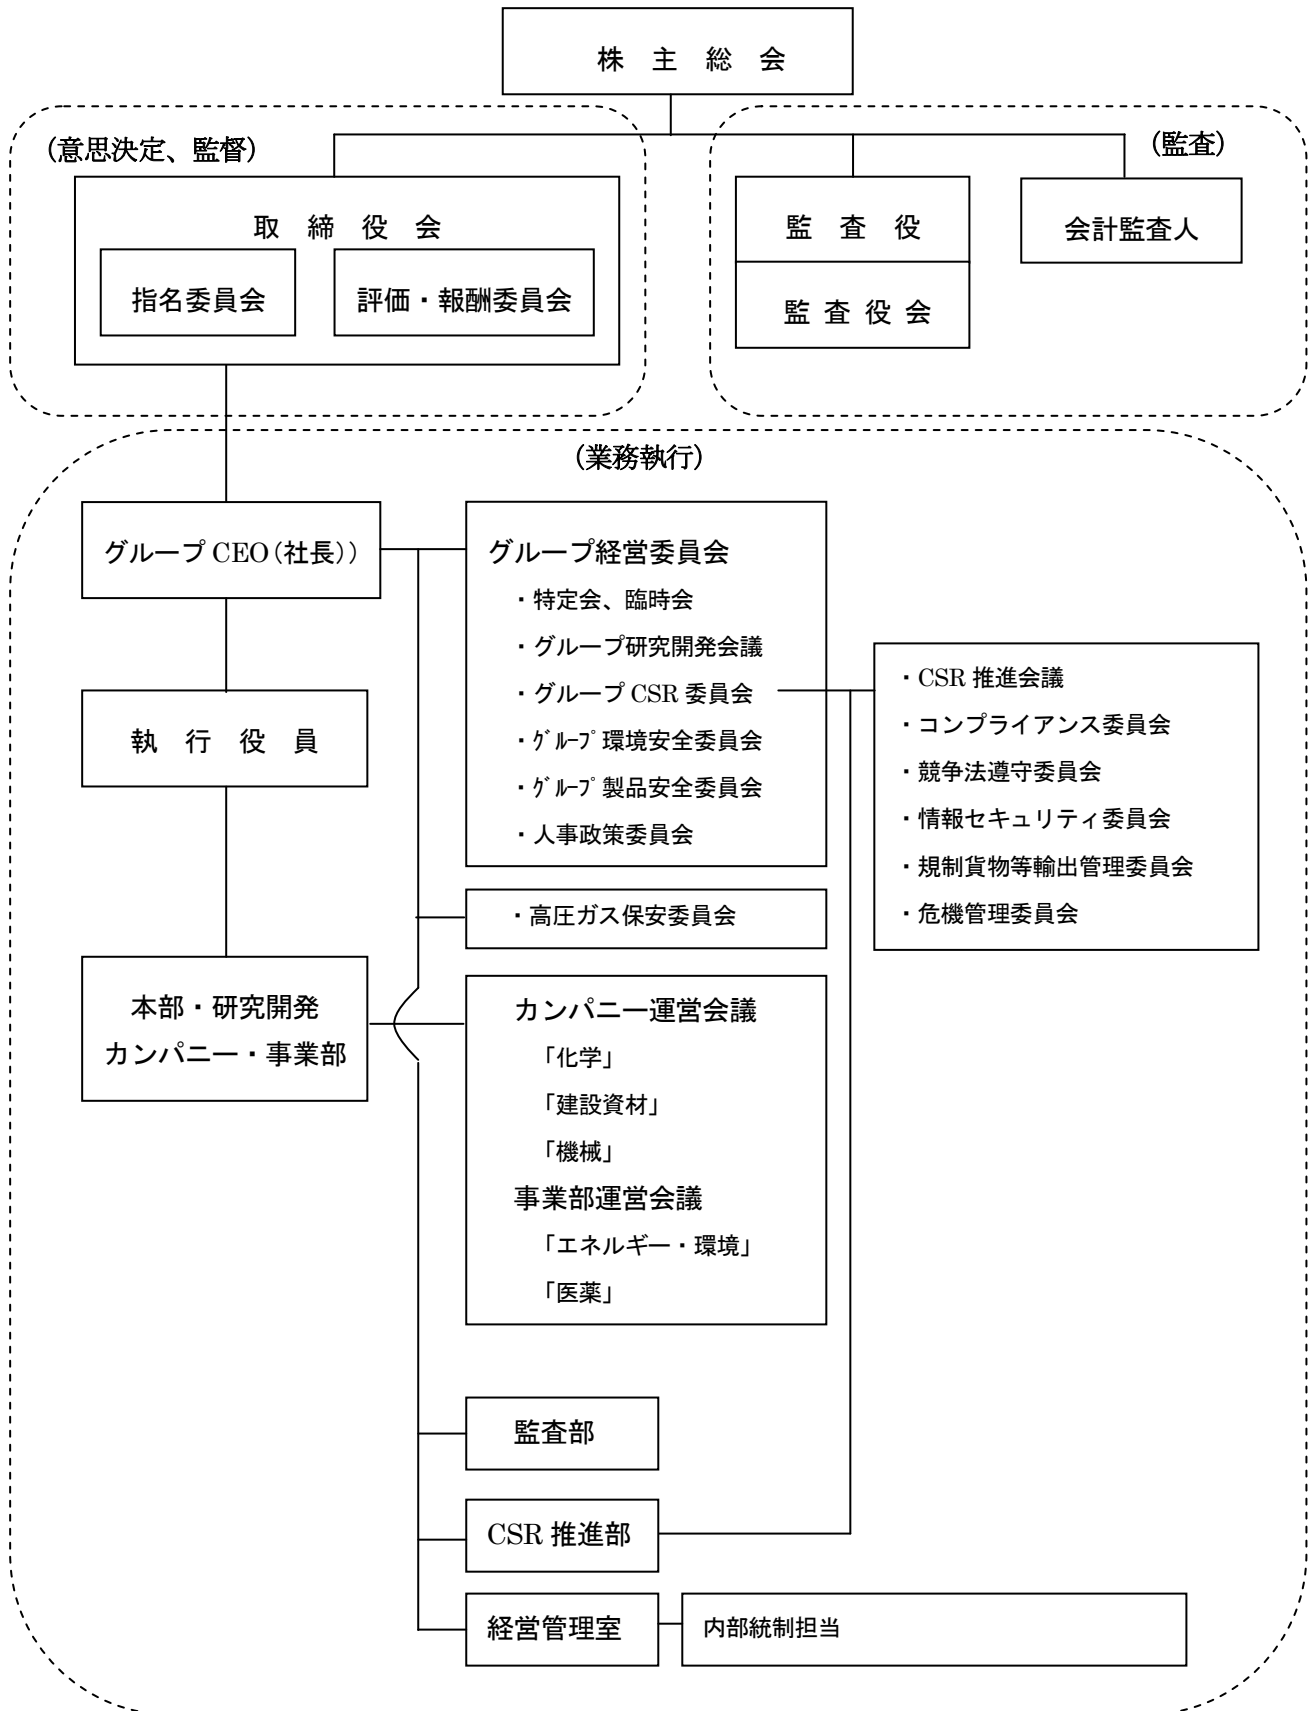 株　主　総　会
（意思決定、監督）
（監査）
取　締　役　会
指名委員会
評価・報酬委員会
監　査　役
監 査 役 会
会計監査人
（業務執行）
グループ CEO（社長））
執　行　役　員
本部・研究開発
カンパニー・事業部
グループ経営委員会
・特定会、臨時会
・グループ研究開発会議
・グループ CSR 委員会
・ｸﾞﾙｰﾌﾟ環境安全委員会
・ｸﾞﾙｰﾌﾟ製品安全委員会
・人事政策委員会
・CSR 推進会議
・コンプライアンス委員会
・競争法遵守委員会
・情報セキュリティ委員会
・規制貨物等輸出管理委員会
・危機管理委員会
・高圧ガス保安委員会
カンパニー運営会議
「化学」
「建設資材」
「機械」
事業部運営会議
「エネルギー・環境」
「医薬」
監査部
CSR 推進部
経営管理室
内部統制担当